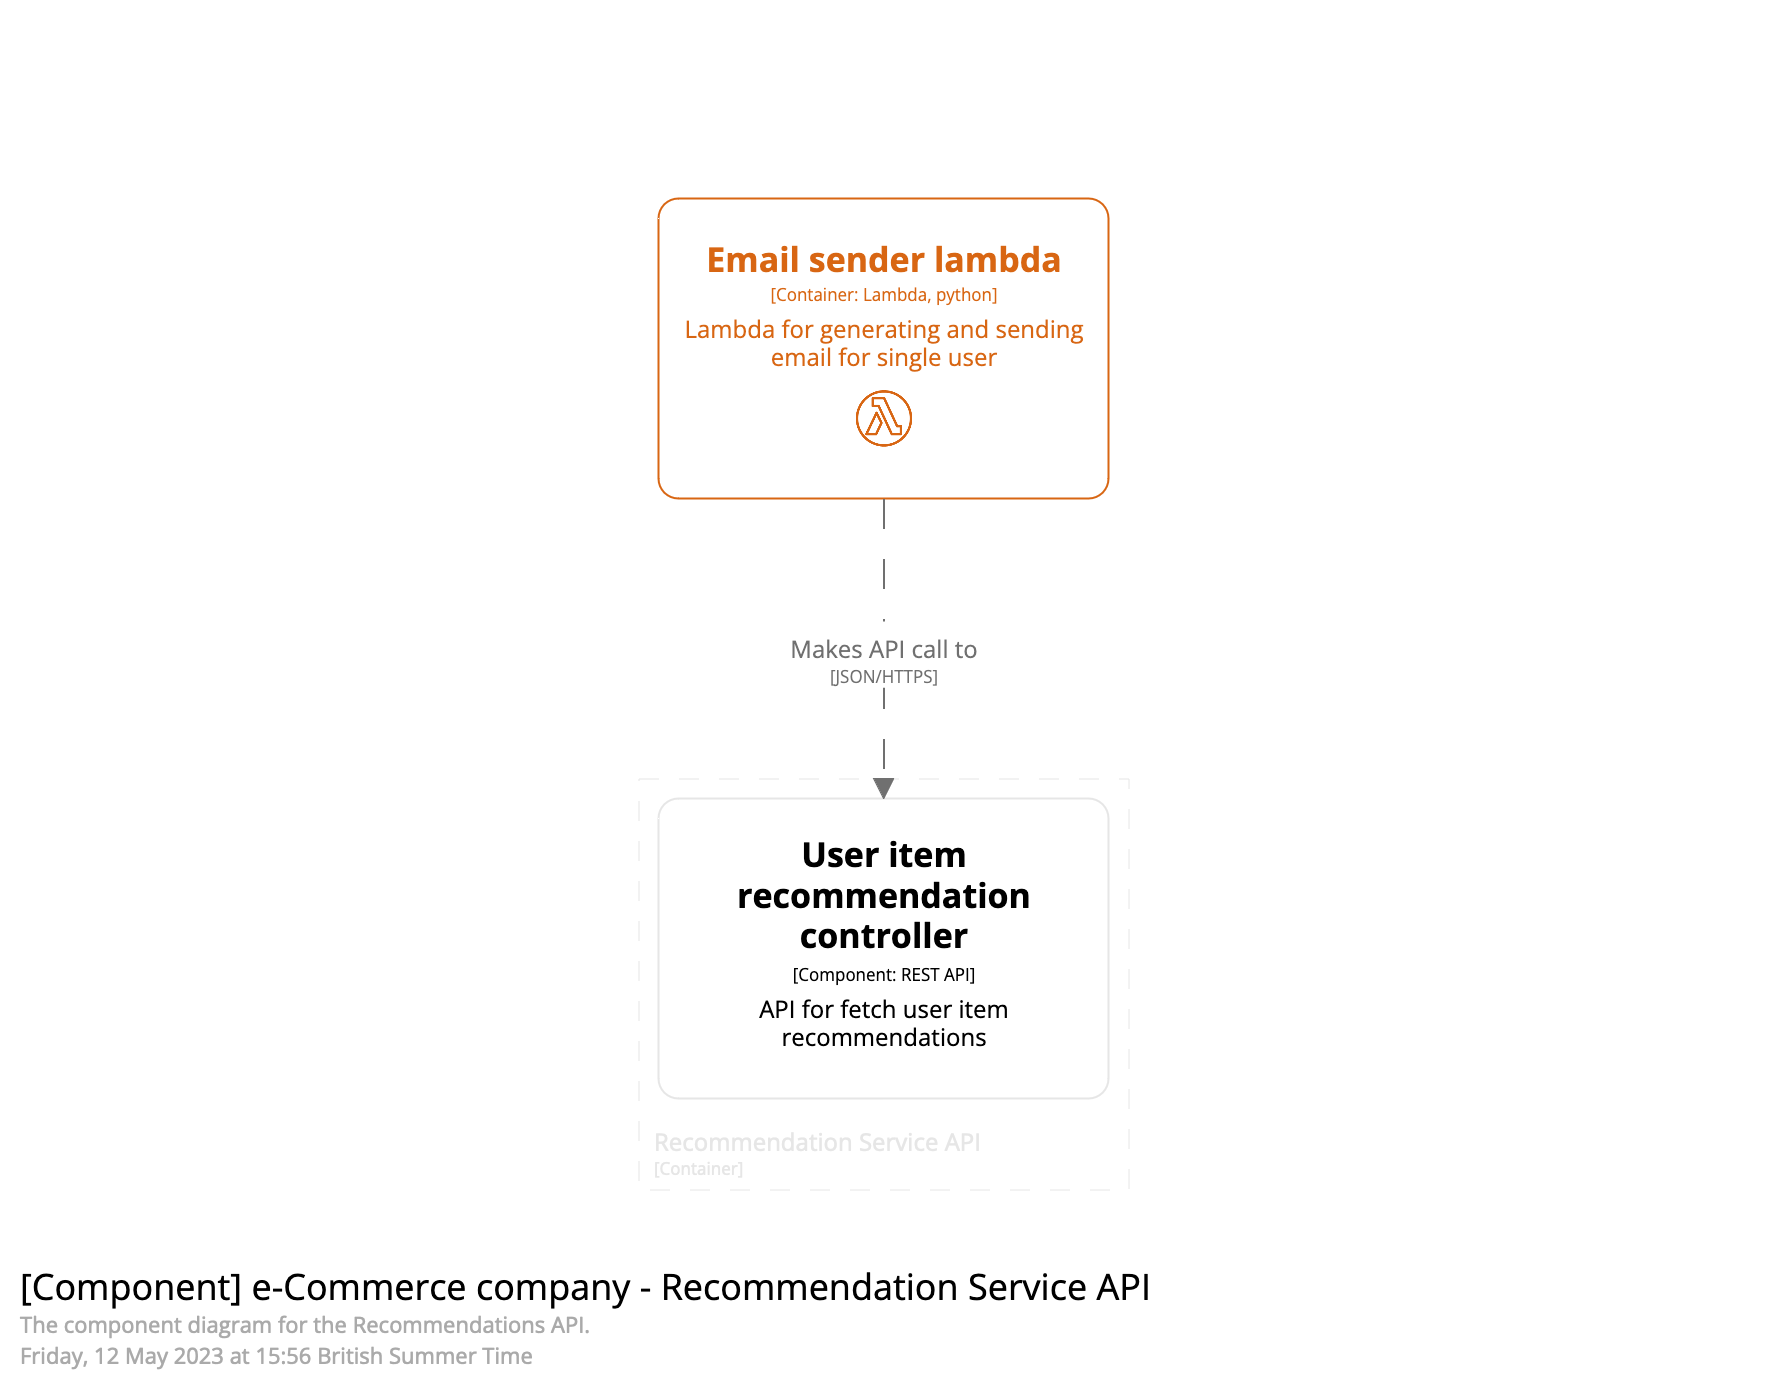 Email sender lambda
[Container: Lambda, python]
Lambda for generating and sending
email for single user
Makes API call to
[JSON/HTTPS]
User item
recommendation
controller
[Component: REST API]
API for fetch user item
recommendations
Recommendation Service API
[Container]
[Component] e-Commerce company - Recommendation Service API
The component diagram for the Recommendations API.
Friday, 12 May 2023 at 15:56 British Summer Time